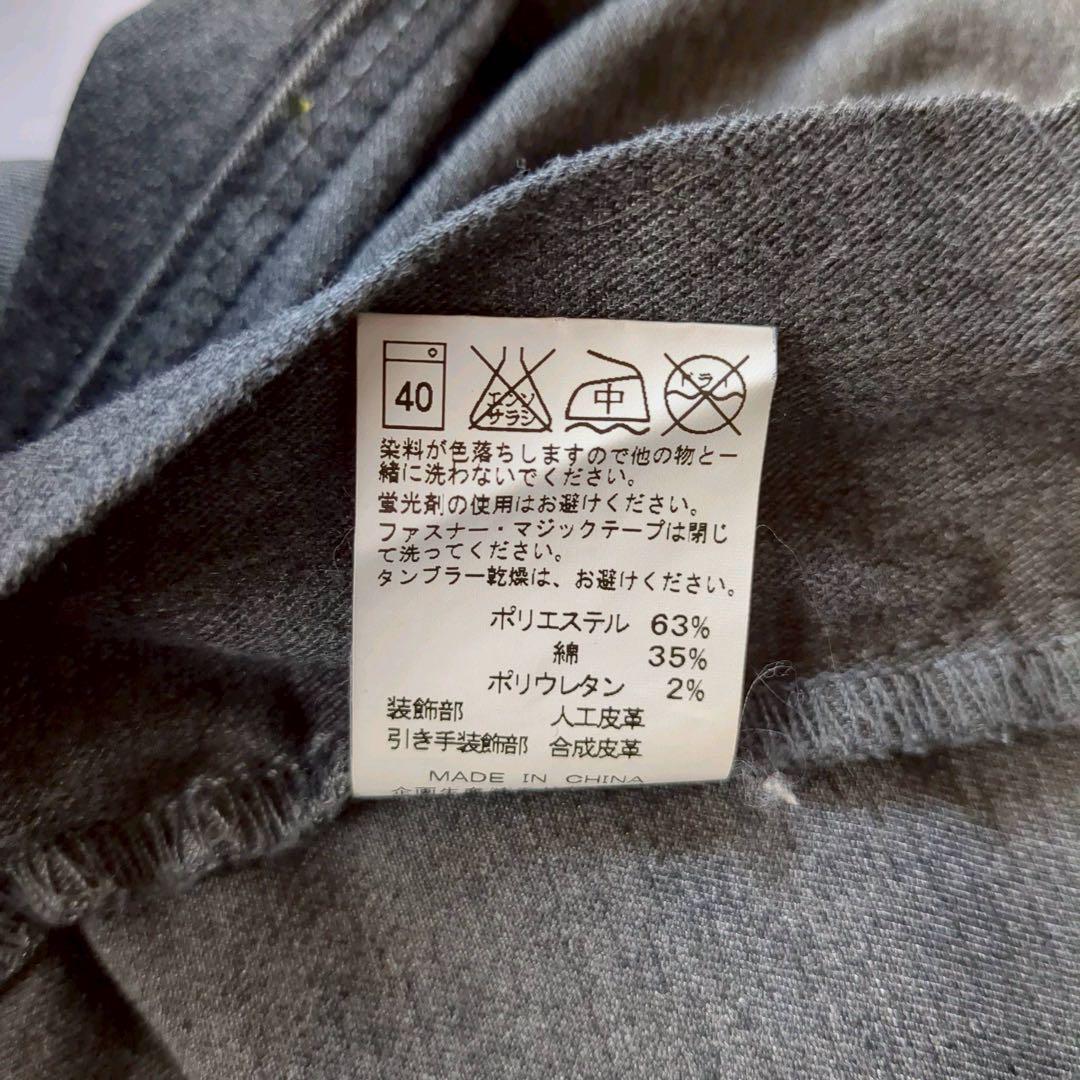 40
エンソ
サラシ
中
ドライ
染料が色落ちしますので他の物と一
緒に洗わないでください。
蛍光剤の使用はお避けください。
ファスナー・マジックテープは閉じ
て洗ってください。
タンブラー乾燥は、お避けください。
ポリエステル 63%
綿 35%
ポリウレタン 2%
装飾部 人工皮革
引き手装飾部 合成皮革
MADE IN CHINA